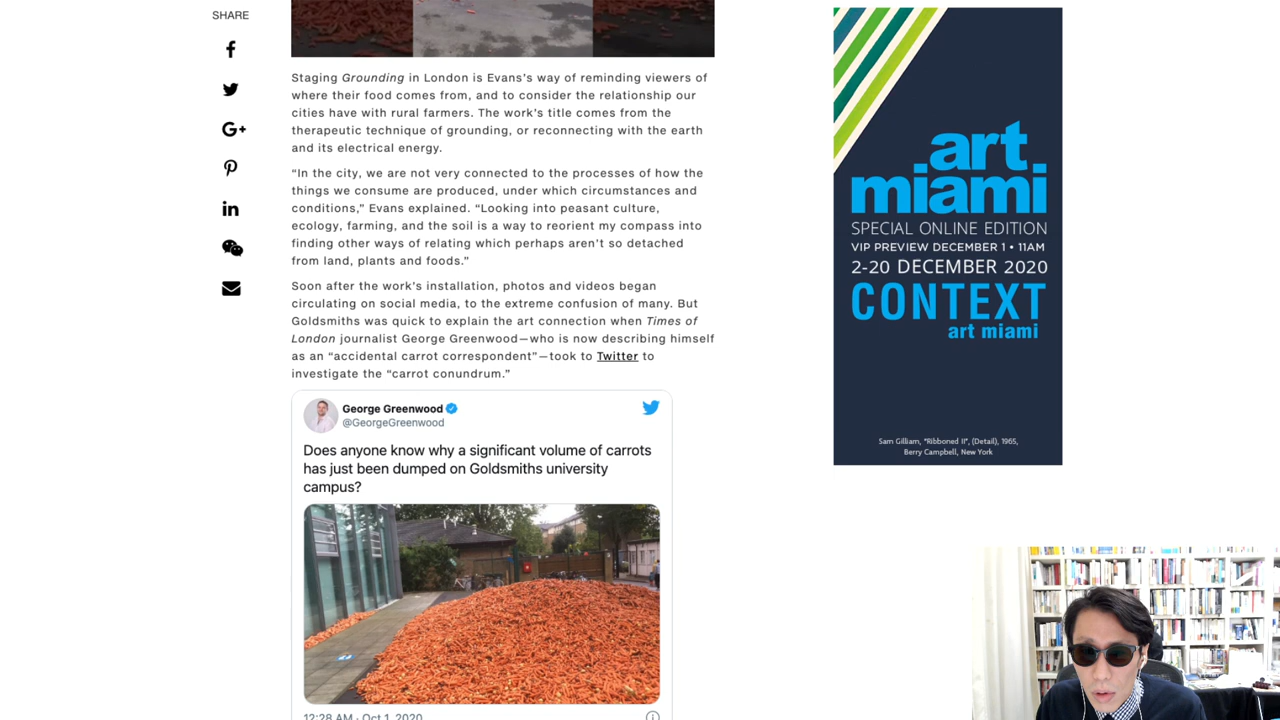 SHARE
Staging Grounding in London is Evans’s way of reminding viewers of
where their food comes from, and to consider the relationship our
cities have with rural farmers. The work’s title comes from the
therapeutic technique of grounding, or reconnecting with the earth
and its electrical energy.
“In the city, we are not very connected to the processes of how the
things we consume are produced, under which circumstances and
conditions,” Evans explained. “Looking into peasant culture,
ecology, farming, and the soil is a way to reorient my compass into
finding other ways of relating which perhaps aren’t so detached
from land, plants and foods.”
Soon after the work’s installation, photos and videos began
circulating on social media, to the extreme confusion of many. But
Goldsmiths was quick to explain the art connection when Times of
London journalist George Greenwood—who is now describing himself
as an “accidental carrot correspondent”—took to Twitter to
investigate the “carrot conundrum.”
George Greenwood
@GeorgeGreenwood
Does anyone know why a significant volume of carrots
has just been dumped on Goldsmiths university
campus?
12:28 AM · Oct 1, 2020
art
miami
SPECIAL ONLINE EDITION
VIP PREVIEW DECEMBER 1 • 11AM
2-20 DECEMBER 2020
CONTEXT
art miami
Sam Gilliam, "Ribboned II", (Detail), 1965,
Berry Campbell, New York